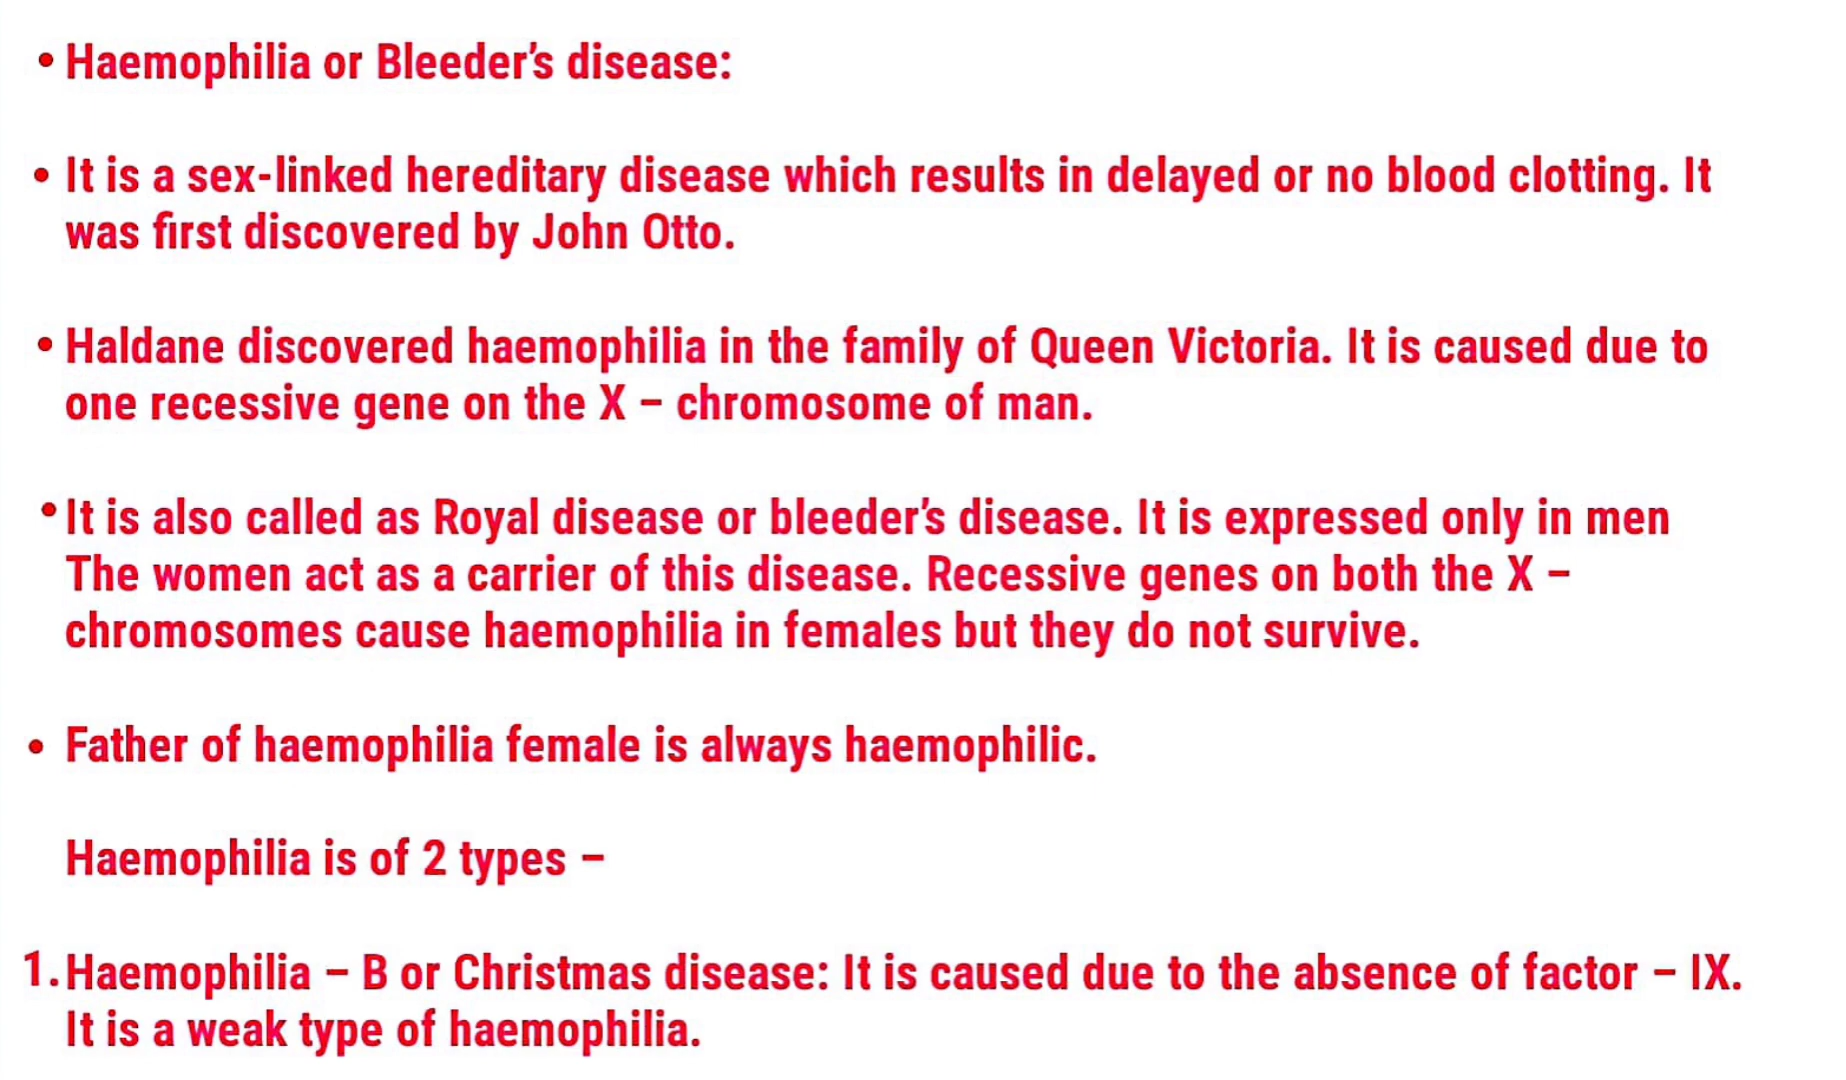 • Haemophilia or Bleeder’s disease:
• It is a sex-linked hereditary disease which results in delayed or no blood clotting. It
was first discovered by John Otto.
• Haldane discovered haemophilia in the family of Queen Victoria. It is caused due to
one recessive gene on the X – chromosome of man.
• It is also called as Royal disease or bleeder’s disease. It is expressed only in men
The women act as a carrier of this disease. Recessive genes on both the X –
chromosomes cause haemophilia in females but they do not survive.
• Father of haemophilia female is always haemophilic.
Haemophilia is of 2 types –
1. Haemophilia – B or Christmas disease: It is caused due to the absence of factor – IX.
It is a weak type of haemophilia.